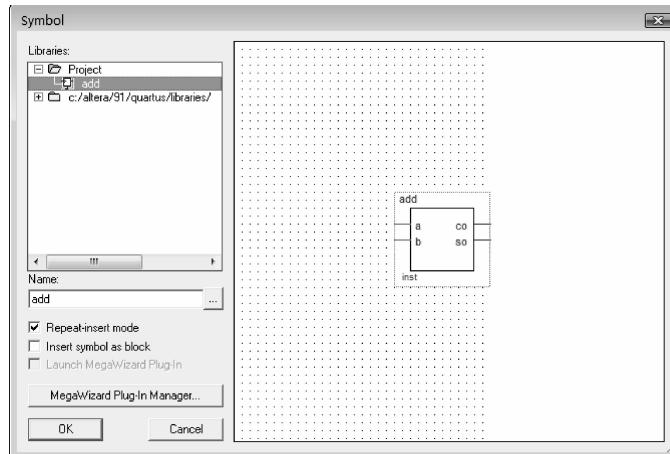 Symbol
Libraries:
Project
add
c:/altera/91/quartus/libraries/
Name:
add
...
Repeat-insert mode
Insert symbol as block
Launch MegaWizard Plug-In
MegaWizard Plug-In Manager...
OK
Cancel
add
a co
b so
inst